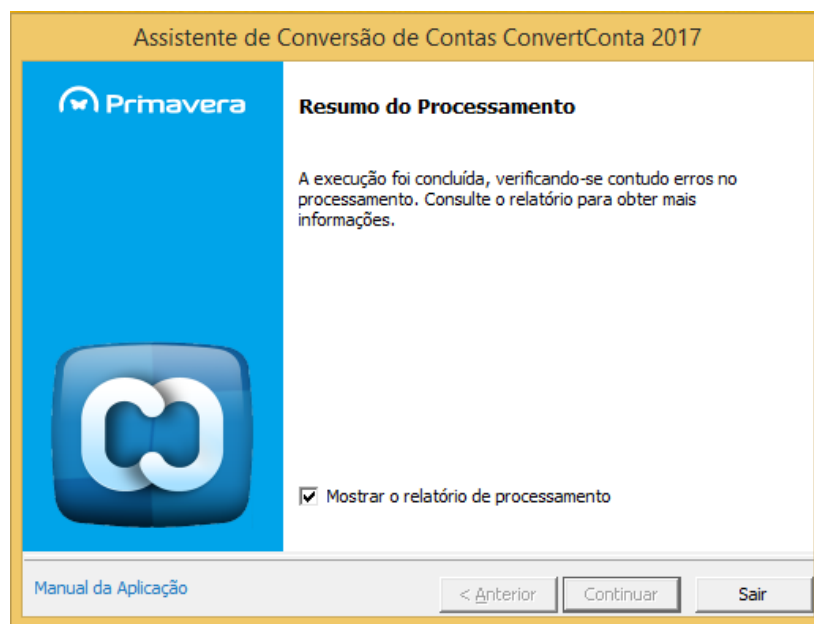 Assistente de Conversão de Contas ConvertConta 2017
Primavera
Resumo do Processamento
A execução foi concluída, verificando-se contudo erros no
processamento. Consulte o relatório para obter mais
informações.
Mostrar o relatório de processamento
Manual da Aplicação
< Anterior
Continuar
Sair